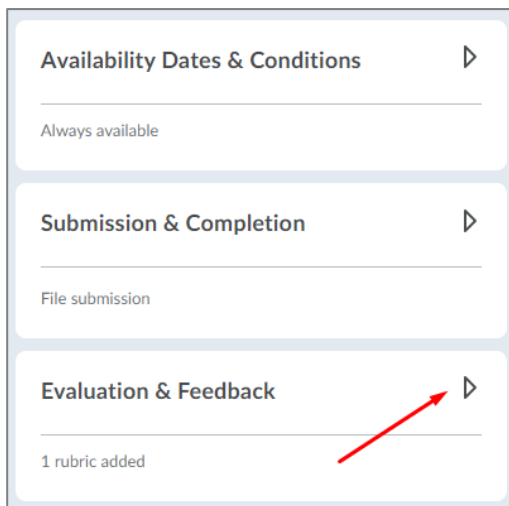 Availability Dates & Conditions
Always available
Submission & Completion
File submission
Evaluation & Feedback
1 rubric added